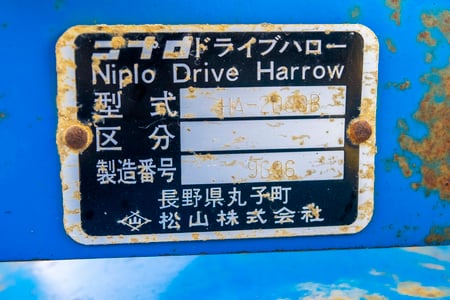 ニプロドライブハロー
Niplo Drive Harrow
型式
区分
製造番号
長野県丸子町
松山株式会社